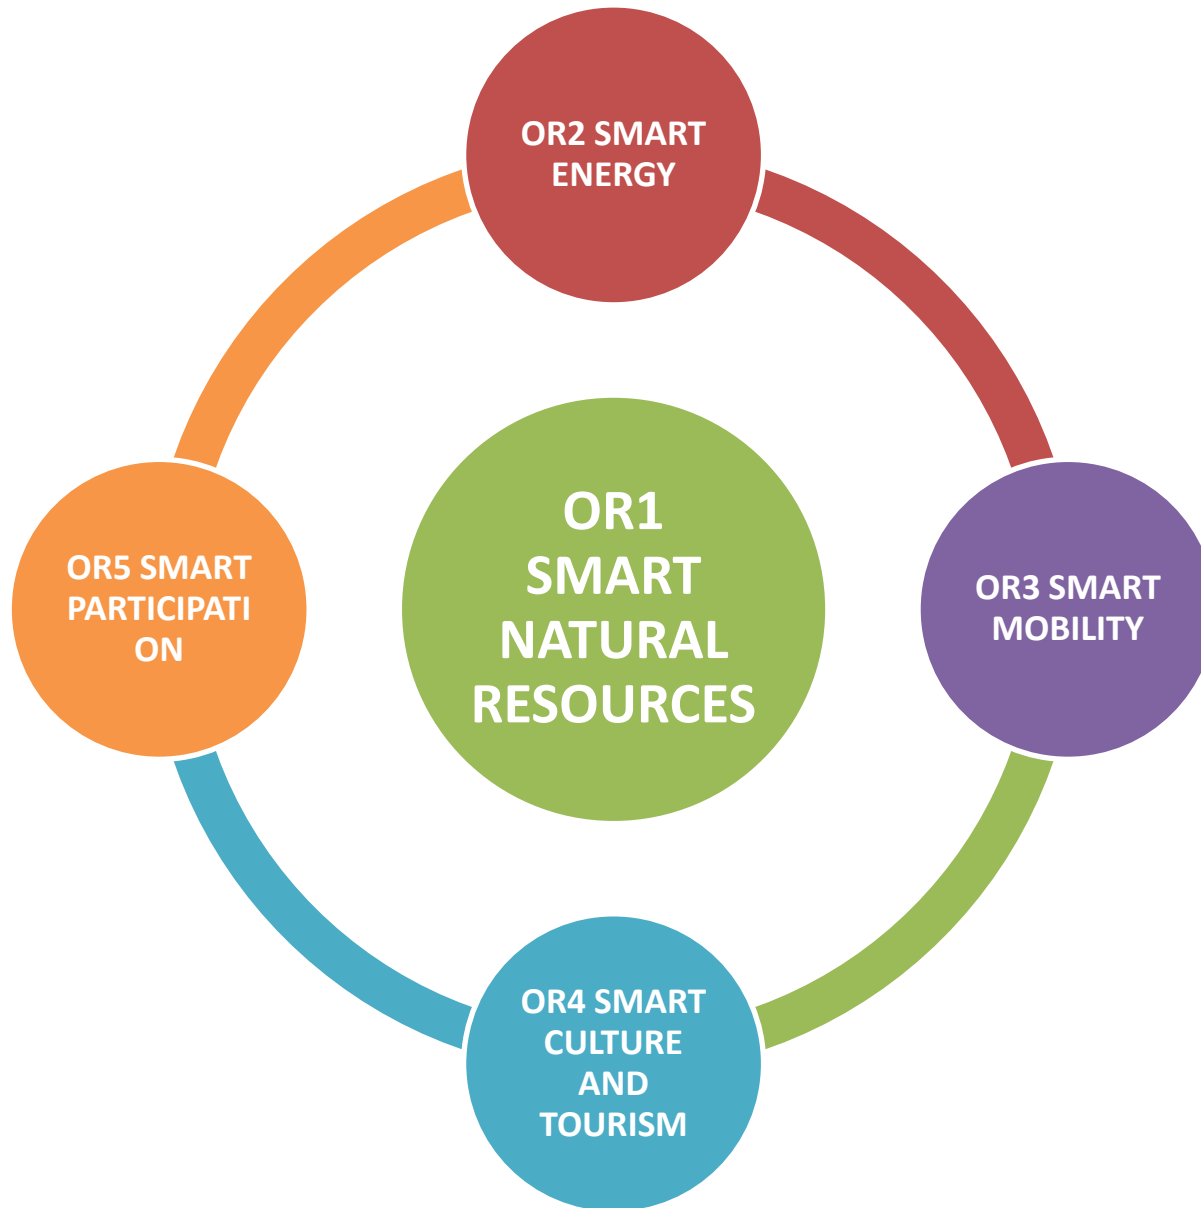 OR2 SMART
ENERGY
OR1
SMART
NATURAL
RESOURCES
OR5 SMART
PARTICIPATI
ON
OR3 SMART
MOBILITY
OR4 SMART
CULTURE
AND
TOURISM